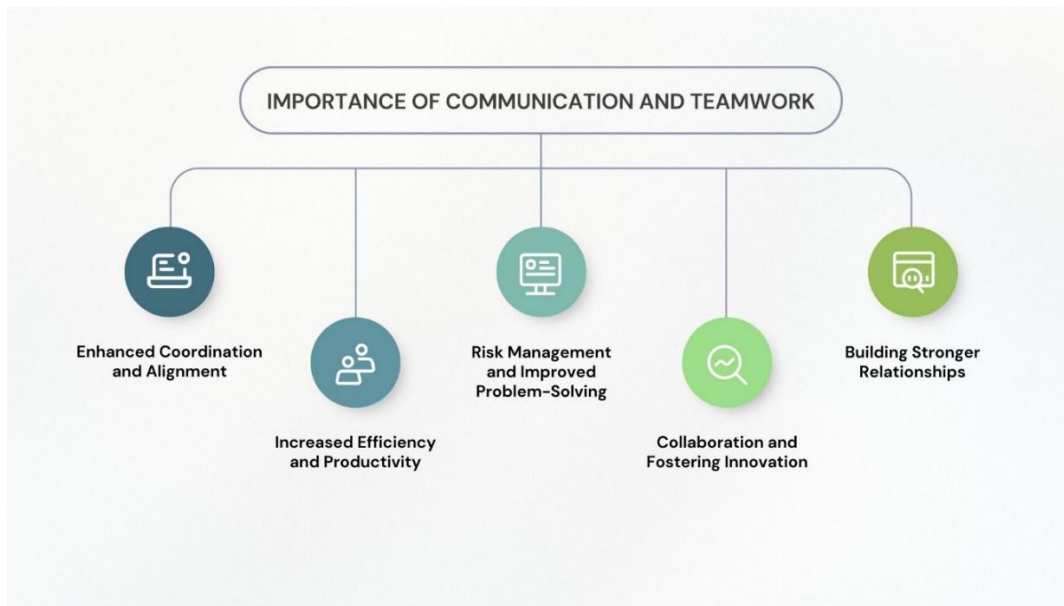 IMPORTANCE OF COMMUNICATION AND TEAMWORK
Enhanced Coordination
and Alignment
Increased Efficiency
and Productivity
Risk Management
and Improved
Problem-Solving
Collaboration and
Fostering Innovation
Building Stronger
Relationships